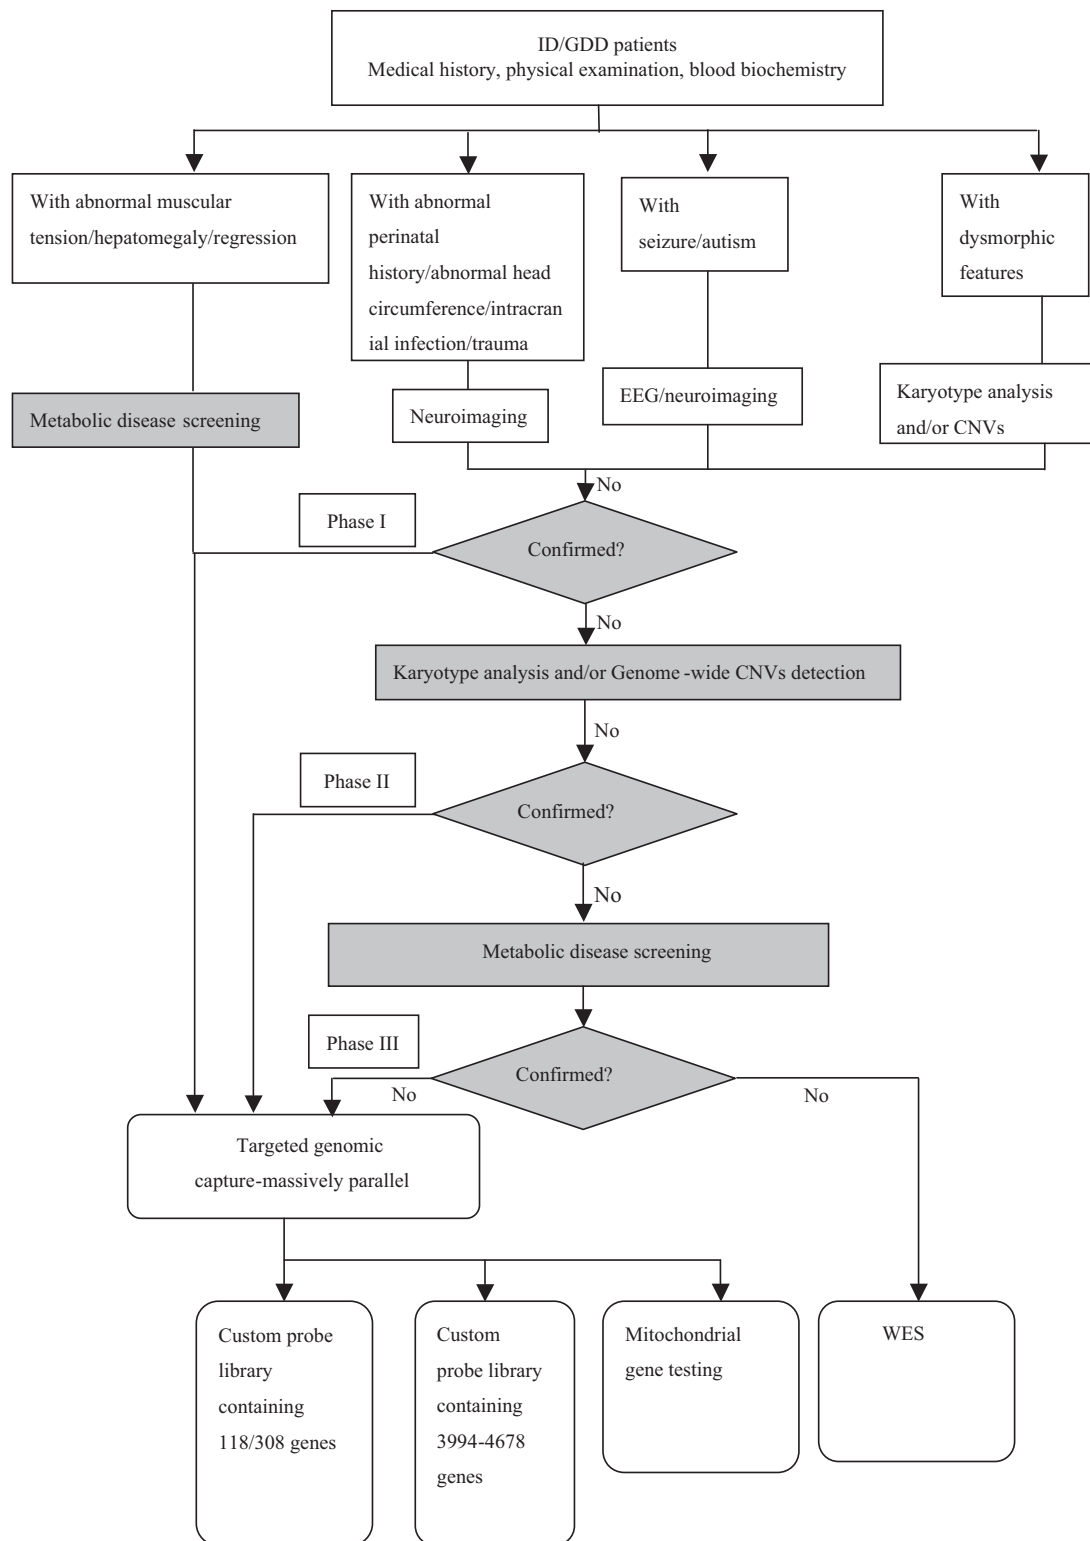 ID/GDD patients
Medical history, physical examination, blood biochemistry
With abnormal muscular
tension/hepatomegaly/regression
With abnormal
perinatal
history/abnormal head
circumference/intracran
ial infection/trauma
With
seizure/autism
With
dysmorphic
features
Metabolic disease screening
Neuroimaging
EEG/neuroimaging
Karyotype analysis
and/or CNVs
No
Phase I
Confirmed?
No
Karyotype analysis and/or Genome-wide CNVs detection
No
Phase II
Confirmed?
No
Metabolic disease screening
Phase III
Confirmed?
No
No
Targeted genomic
capture-massively parallel
Custom probe
library
containing
118/308 genes
Custom
probe library
containing
3994-4678
genes
Mitochondrial
gene testing
WES